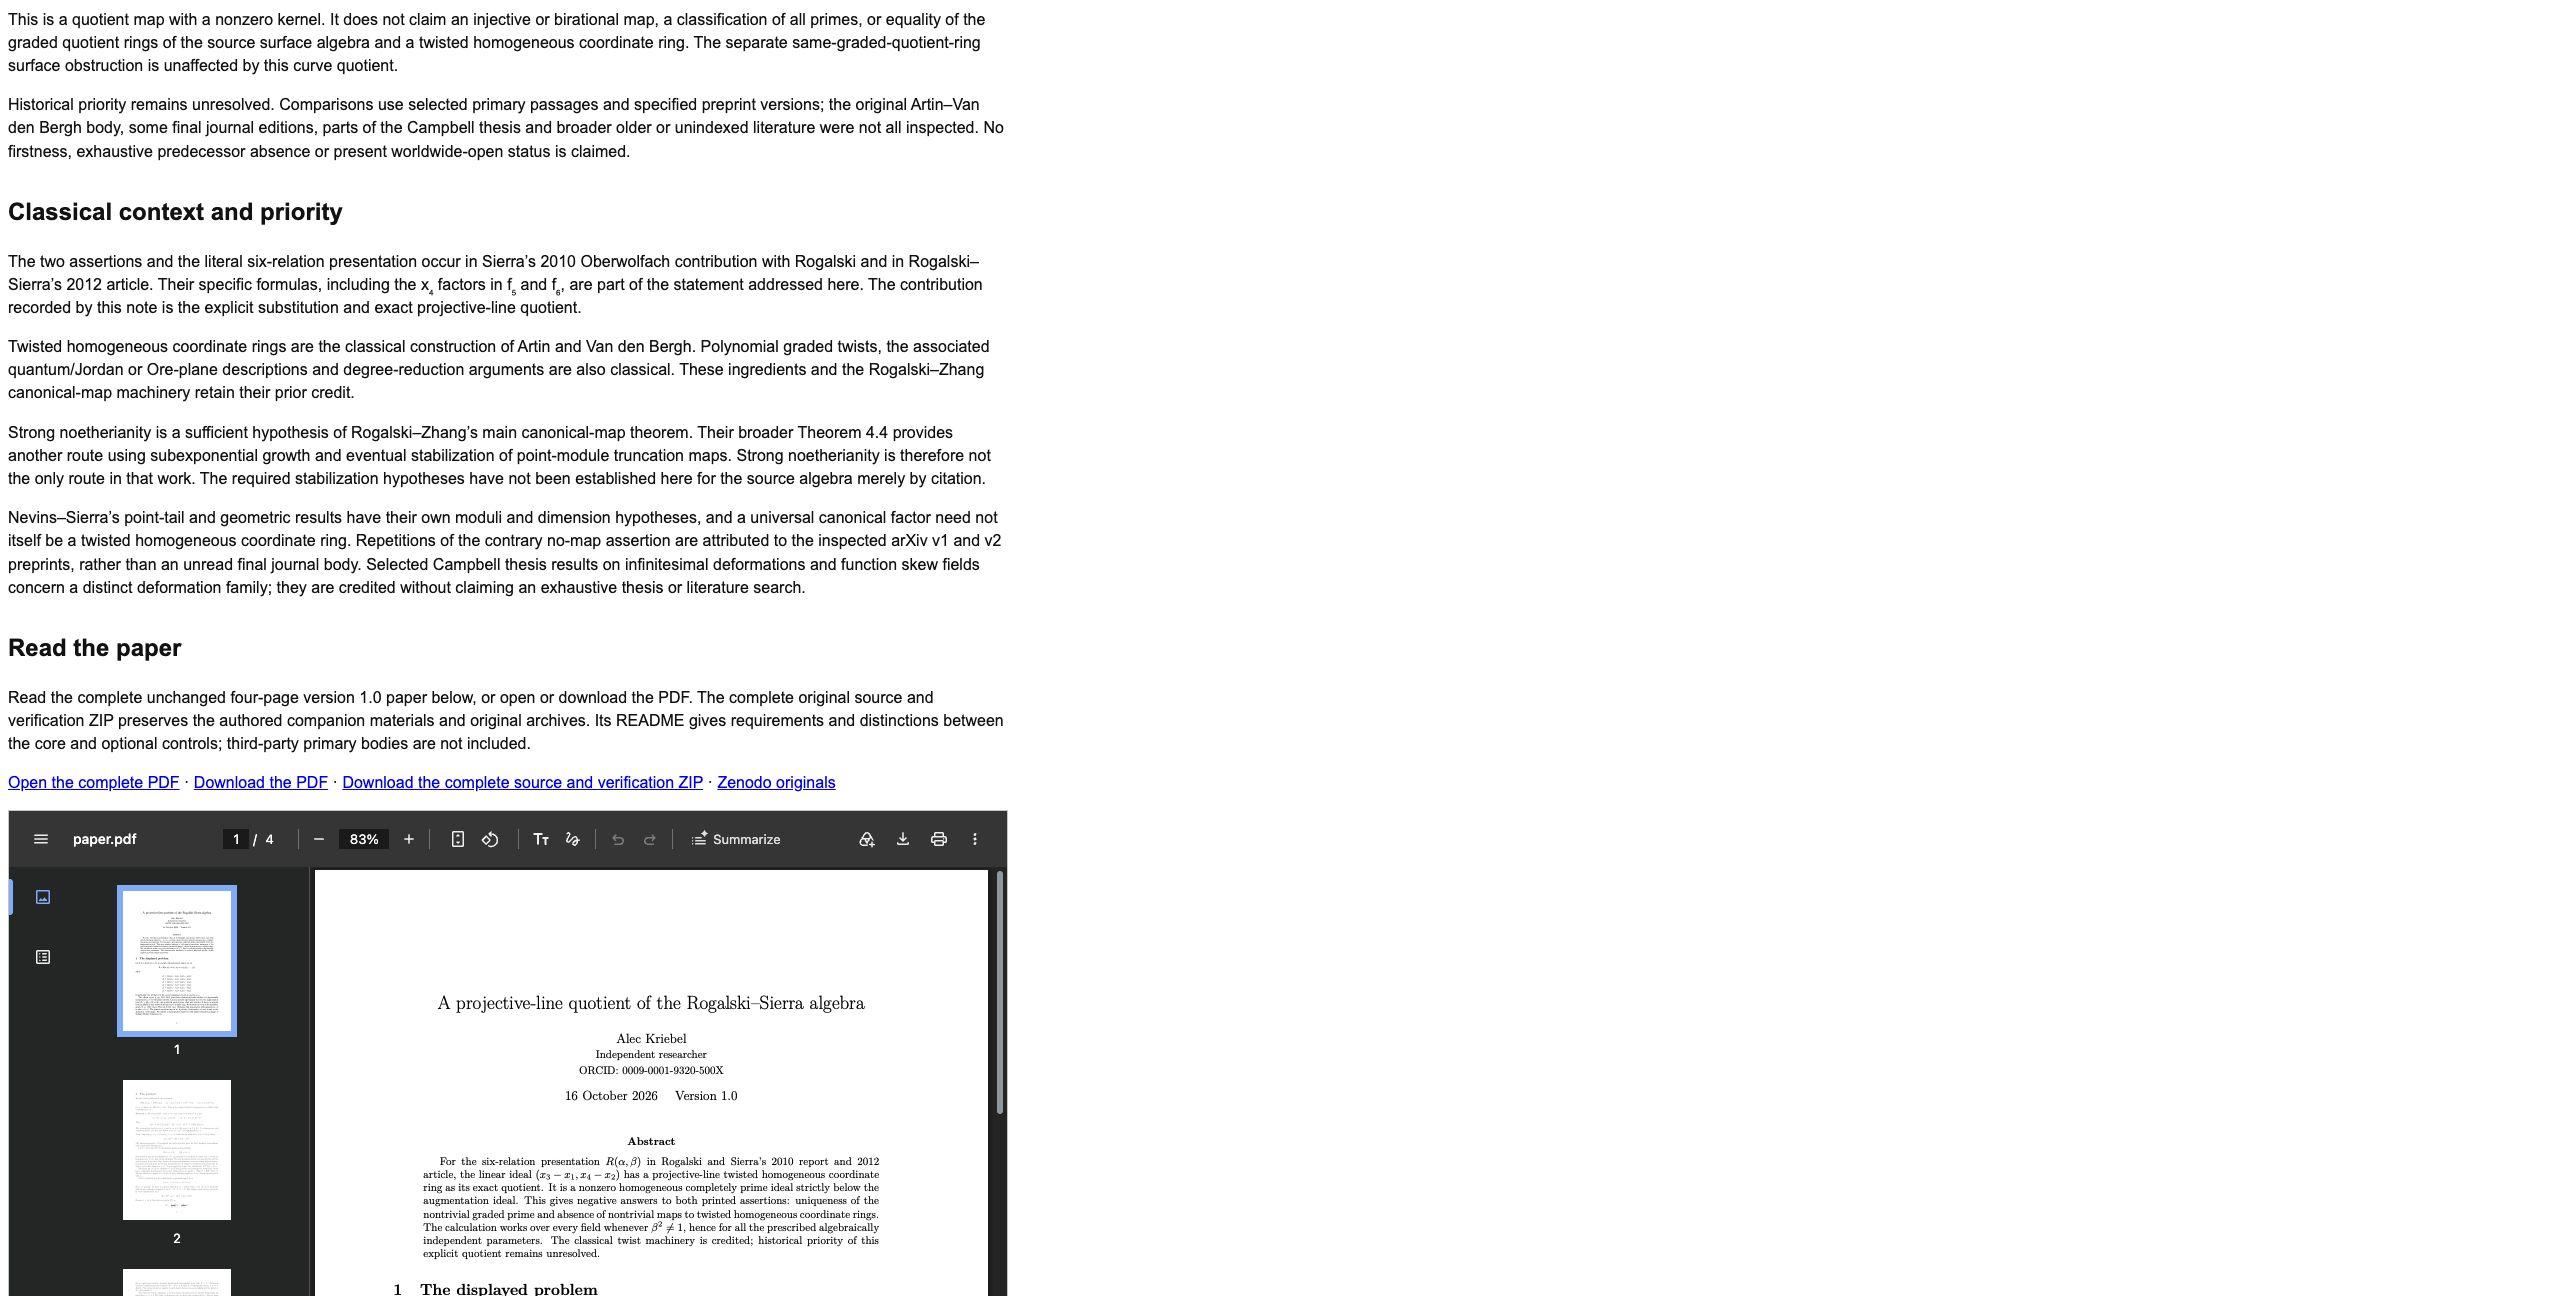 This is a quotient map with a nonzero kernel. It does not claim an injective or birational map, a classification of all primes, or equality of the
graded quotient rings of the source surface algebra and a twisted homogeneous coordinate ring. The separate same-graded-quotient-ring
surface obstruction is unaffected by this curve quotient.
Historical priority remains unresolved. Comparisons use selected primary passages and specified preprint versions; the original Artin–Van
den Bergh body, some final journal editions, parts of the Campbell thesis and broader older or unindexed literature were not all inspected. No
firstness, exhaustive predecessor absence or present worldwide-open status is claimed.
Classical context and priority
The two assertions and the literal six-relation presentation occur in Sierra’s 2010 Oberwolfach contribution with Rogalski and in Rogalski–
Sierra’s 2012 article. Their specific formulas, including the x₄ factors in f₅ and f₆, are part of the statement addressed here. The contribution
recorded by this note is the explicit substitution and exact projective-line quotient.
Twisted homogeneous coordinate rings are the classical construction of Artin and Van den Bergh. Polynomial graded twists, the associated
quantum/Jordan or Ore-plane descriptions and degree-reduction arguments are also classical. These ingredients and the Rogalski–Zhang
canonical-map machinery retain their prior credit.
Strong noetherianity is a sufficient hypothesis of Rogalski–Zhang’s main canonical-map theorem. Their broader Theorem 4.4 provides
another route using subexponential growth and eventual stabilization of point-module truncation maps. Strong noetherianity is therefore not
the only route in that work. The required stabilization hypotheses have not been established here for the source algebra merely by citation.
Nevins–Sierra’s point-tail and geometric results have their own moduli and dimension hypotheses, and a universal canonical factor need not
itself be a twisted homogeneous coordinate ring. Repetitions of the contrary no-map assertion are attributed to the inspected arXiv v1 and v2
preprints, rather than an unread final journal body. Selected Campbell thesis results on infinitesimal deformations and function skew fields
concern a distinct deformation family; they are credited without claiming an exhaustive thesis or literature search.
Read the paper
Read the complete unchanged four-page version 1.0 paper below, or open or download the PDF. The complete original source and
verification ZIP preserves the authored companion materials and original archives. Its README gives requirements and distinctions between
the core and optional controls; third-party primary bodies are not included.
Open the complete PDF · Download the PDF · Download the complete source and verification ZIP · Zenodo originals
paper.pdf 1 / 4 83% Summarize
1
2
A projective-line quotient of the Rogalski–Sierra algebra
Alec Kriebel
Independent researcher
ORCID: 0009-0001-9320-500X
16 October 2026 Version 1.0
Abstract
For the six-relation presentation R(α, β) in Rogalski and Sierra’s 2010 report and 2012
article, the linear ideal (x₃ − x₁, x₄ − x₂) has a projective-line twisted homogeneous coordinate
ring as its exact quotient. It is a nonzero homogeneous completely prime ideal strictly below the
augmentation ideal. This gives negative answers to both printed assertions: uniqueness of the
nontrivial graded prime and absence of nontrivial maps to twisted homogeneous coordinate rings.
The calculation works over every field whenever β² ≠ 1, hence for all the prescribed algebraically
independent parameters. The classical twist machinery is credited; historical priority of this
explicit quotient remains unresolved.
1 The displayed problem